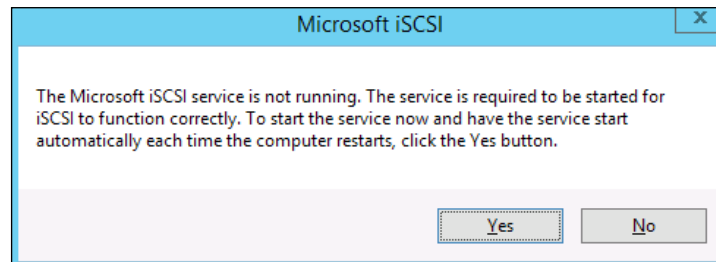 Microsoft iSCSI
x
The Microsoft iSCSI service is not running. The service is required to be started for
iSCSI to function correctly. To start the service now and have the service start
automatically each time the computer restarts, click the Yes button.
Yes
No